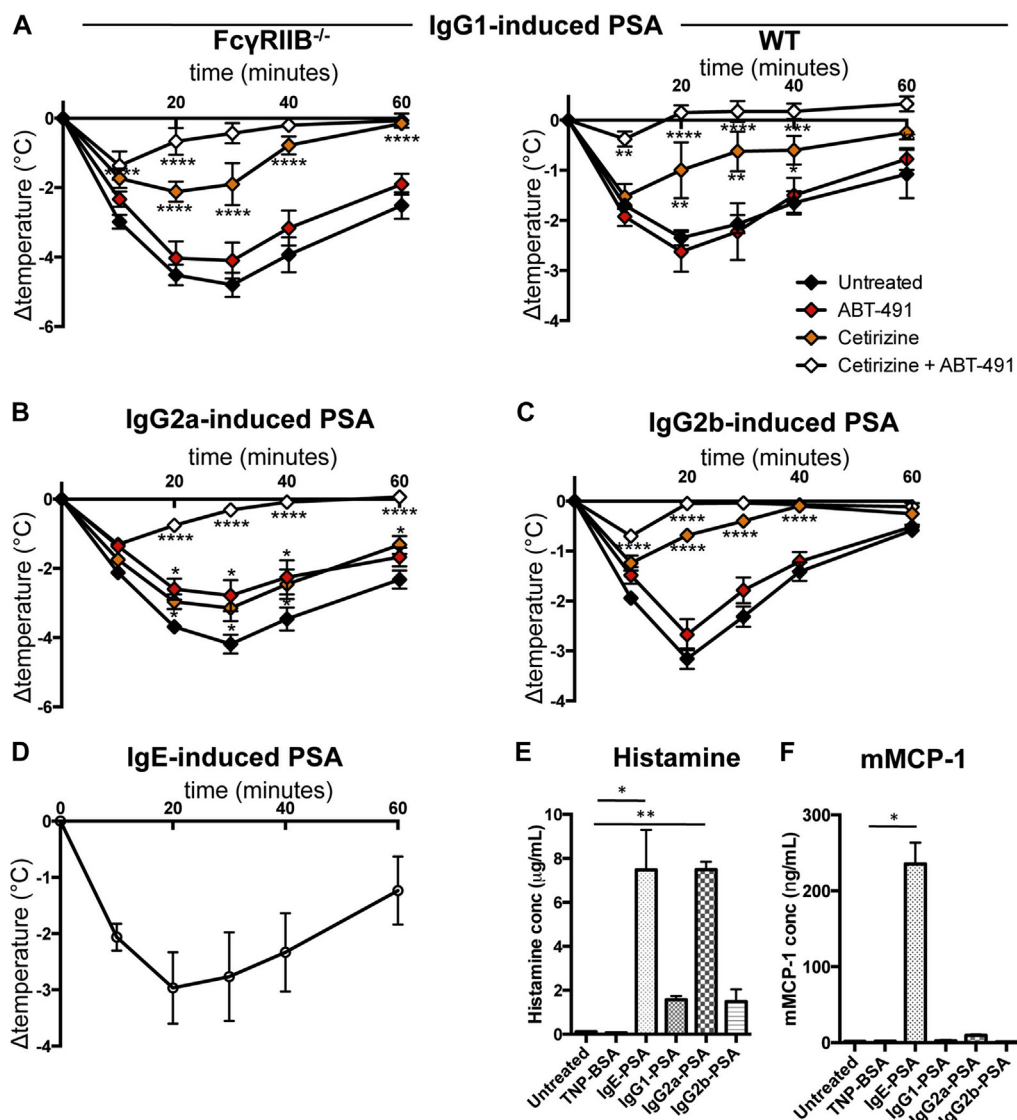 A
IgG1-induced PSA
FcγRIIB-/-
WT
time (minutes)
20 40 60
0
-2
-4
-6
Δtemperature (°C)
****
****
****
****
****
time (minutes)
20 40 60
0
-1
-2
-3
-4
Δtemperature (°C)
**
****
****
***
**
**
*
Untreated
ABT-491
Cetirizine
Cetirizine + ABT-491
B
IgG2a-induced PSA
time (minutes)
20 40 60
0
-2
-4
-6
Δtemperature (°C)
****
****
****
****
*
*
*
*
*
*
*
C
IgG2b-induced PSA
time (minutes)
20 40 60
0
-1
-2
-3
-4
Δtemperature (°C)
****
****
****
****
****
****
D
IgE-induced PSA
time (minutes)
0 20 40 60
0
-1
-2
-3
-4
Δtemperature (°C)
E
Histamine
*
**
10
8
6
4
2
0
Histamine conc (μg/mL)
Untreated
TNP-BSA
IgE-PSA
IgG1-PSA
IgG2a-PSA
IgG2b-PSA
F
mMCP-1
*
300
200
100
0
mMCP-1 conc (ng/mL)
Untreated
TNP-BSA
IgE-PSA
IgG1-PSA
IgG2a-PSA
IgG2b-PSA